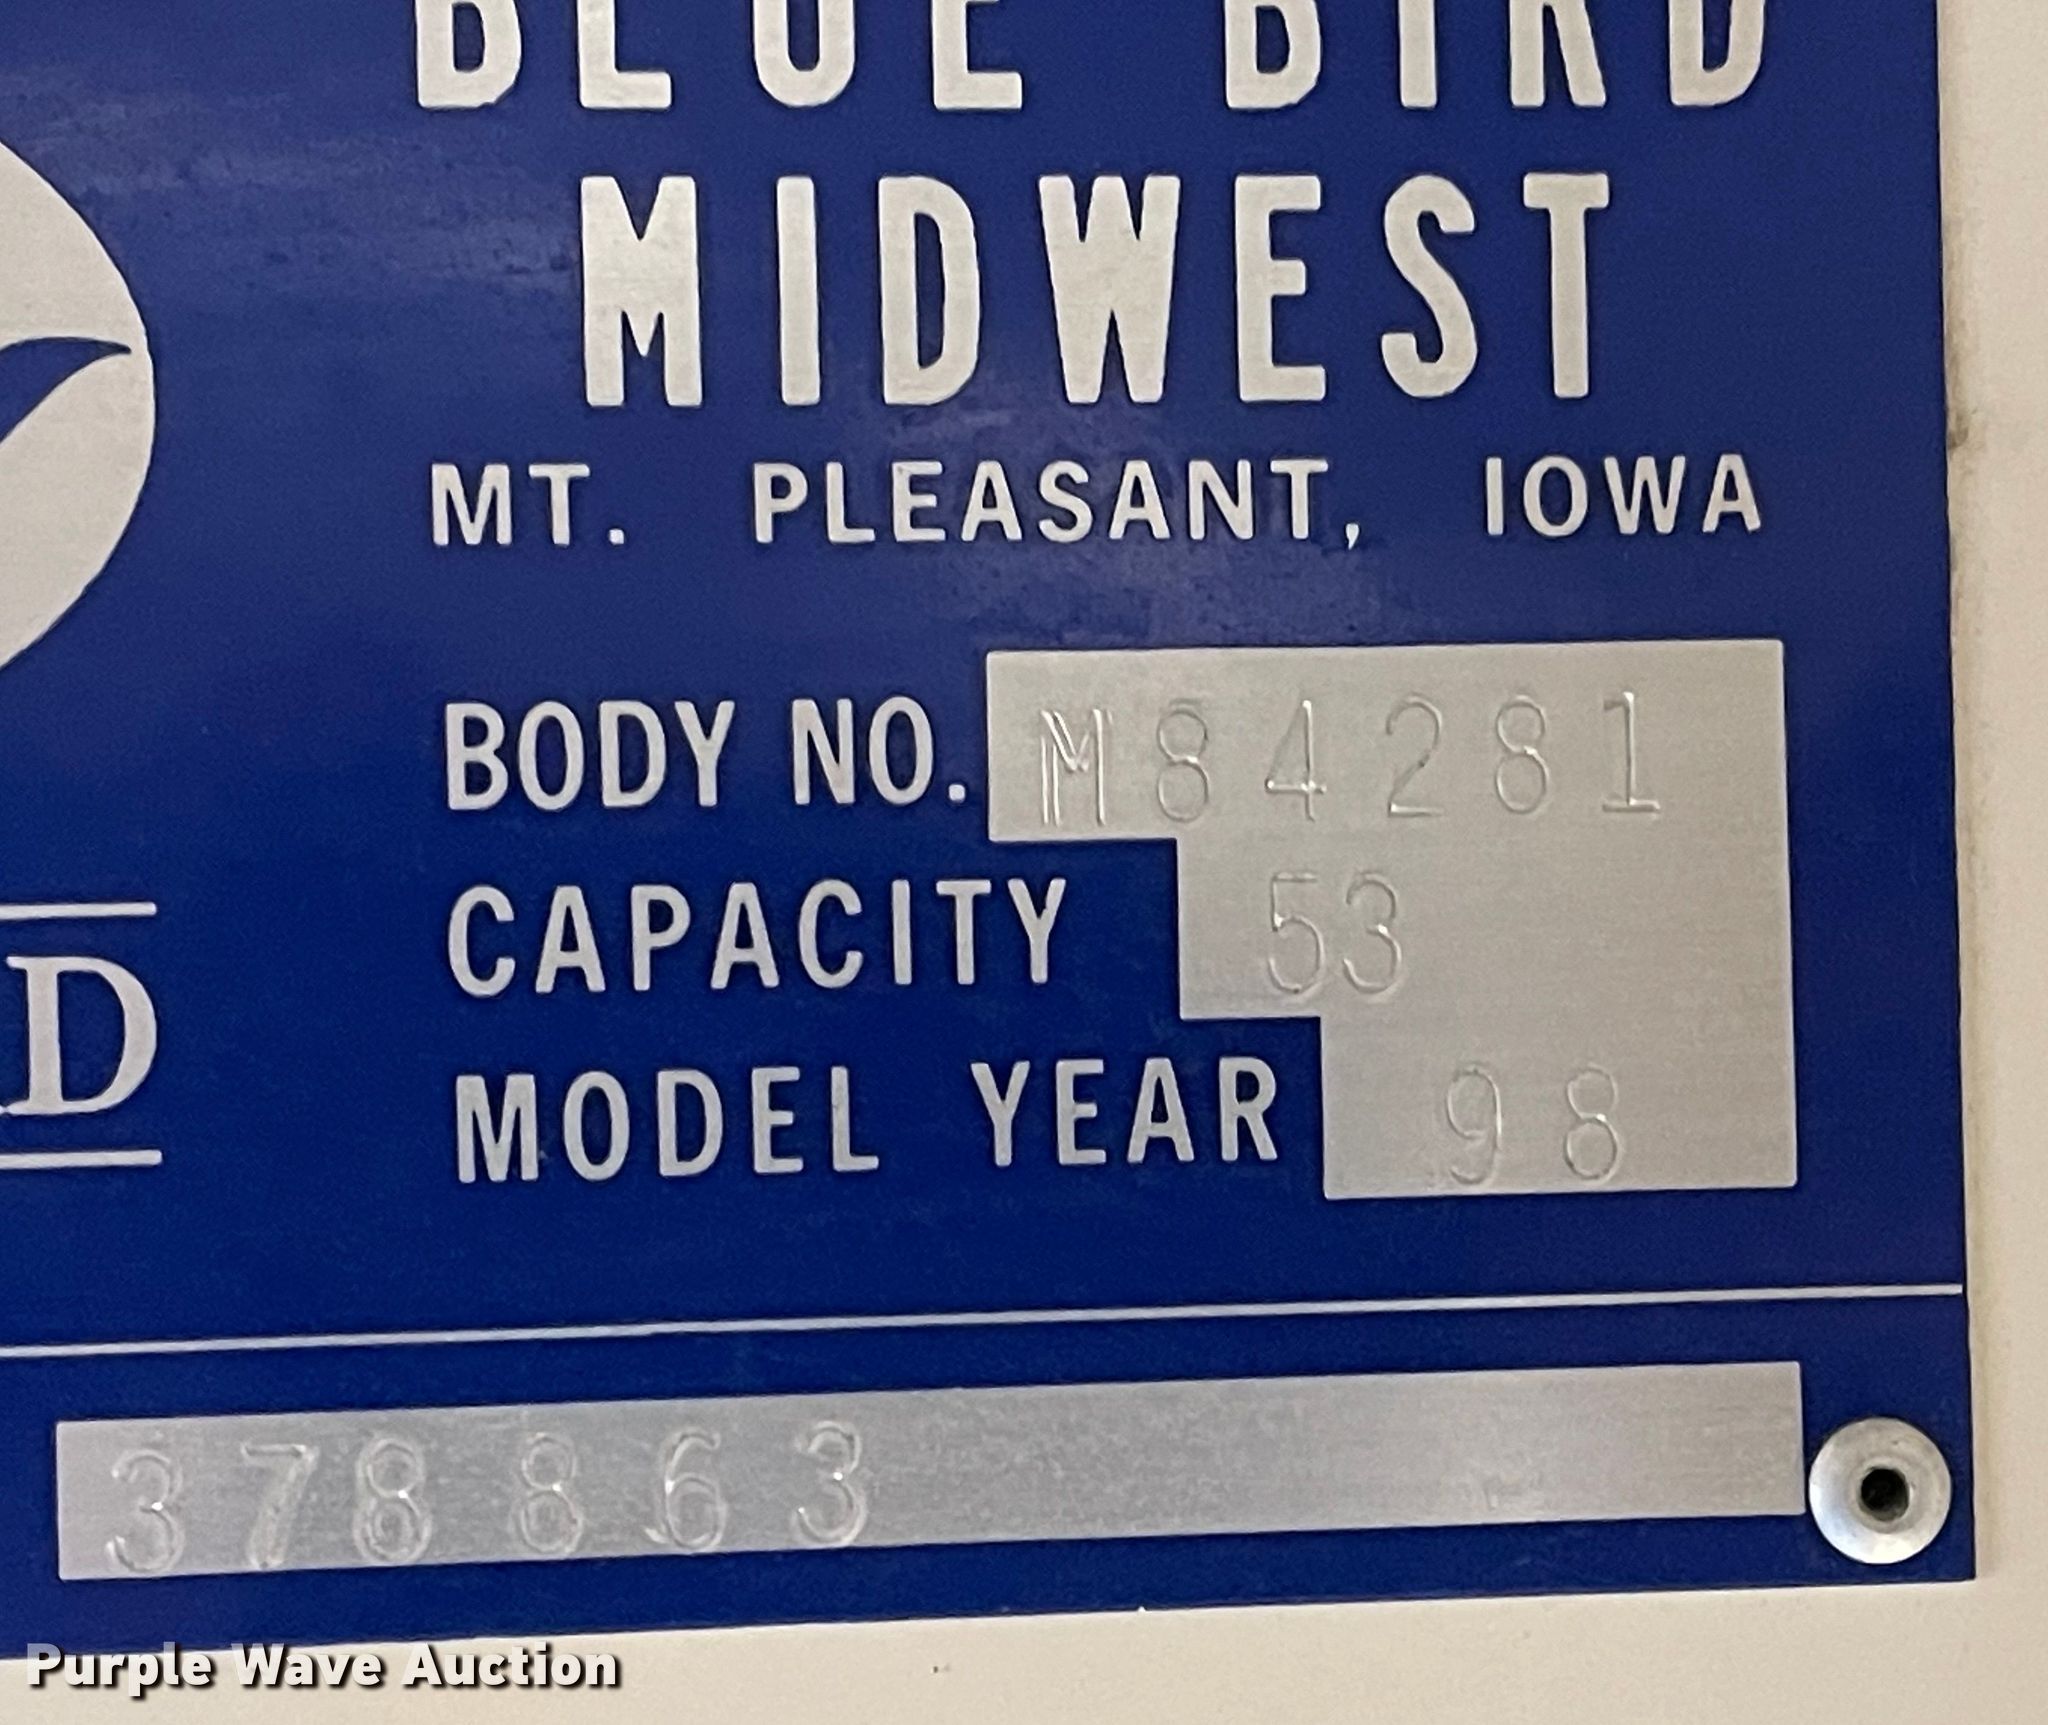 BLUE BIRD
MIDWEST
MT. PLEASANT, IOWA
BODY NO. M84281
CAPACITY 53
D
MODEL YEAR 98
378863
Purple Wave Auction